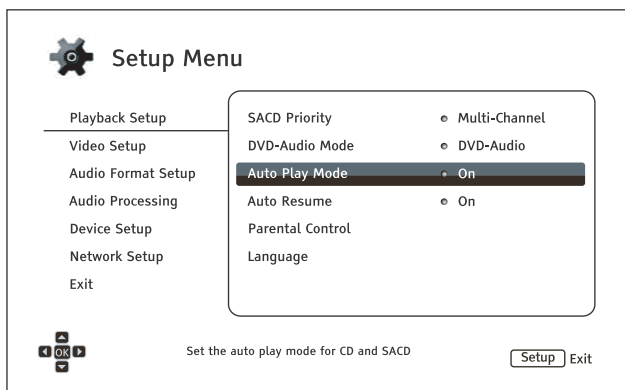 Setup Menu
Playback Setup
Video Setup
Audio Format Setup
Audio Processing
Device Setup
Network Setup
Exit
SACD Priority Multi-Channel
DVD-Audio Mode DVD-Audio
Auto Play Mode On
Auto Resume On
Parental Control
Language
OK
Set the auto play mode for CD and SACD
Setup Exit